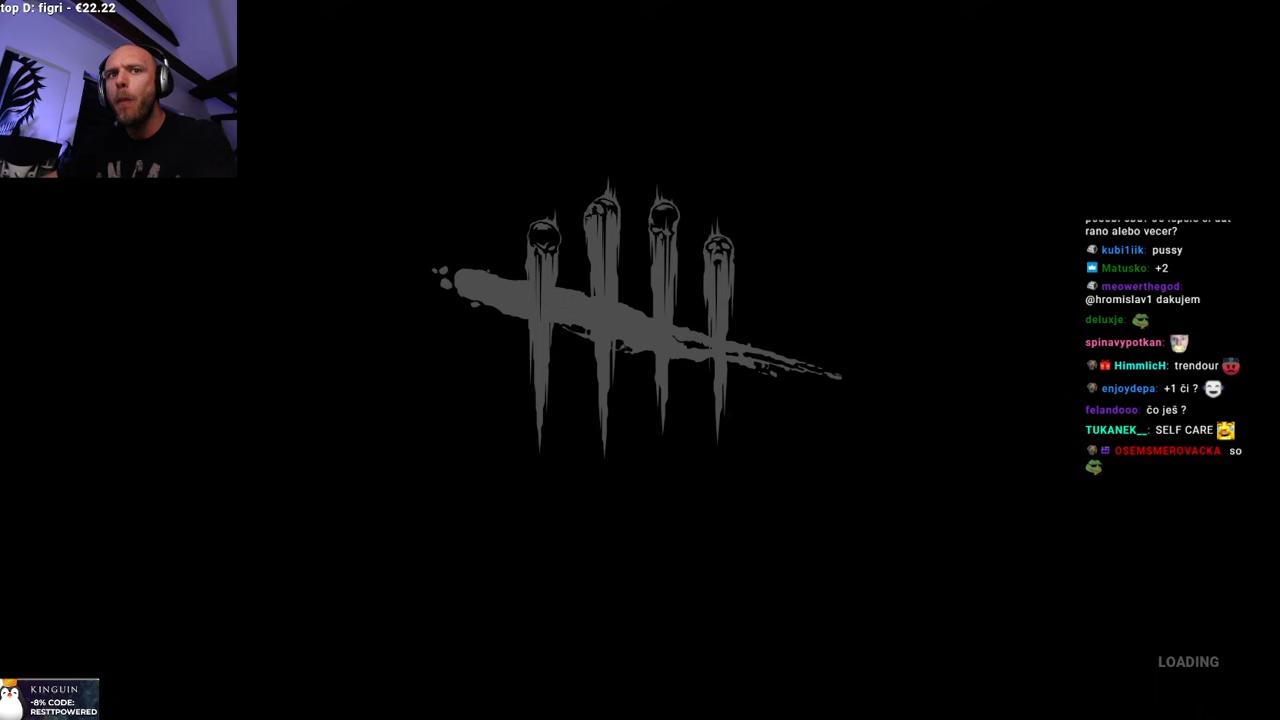 top D: figri - €22.22
rano alebo vecer?
kubi1iik: pussy
Matusko: +2
meowerthegod:
@hromislav1 dakujem
deluxje:
spinavypotkan:
HimmlicH: trendour
enjoydepa: +1 či ?
felandooo: čo ješ ?
TUKANEK__: SELF CARE
OSEMSMEROVACKA: so
LOADING
KINGUIN
-8% CODE:
RESTTPOWERED